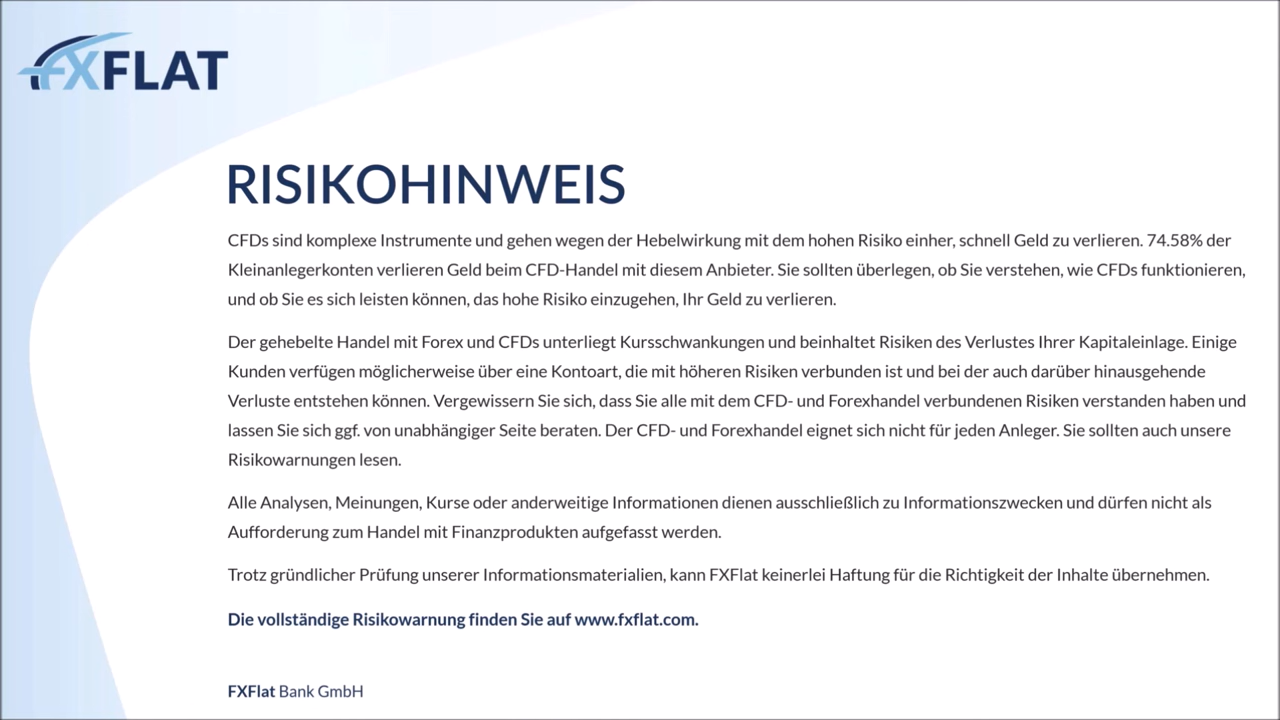 FXFLAT
RISIKOHINWEIS
CFDs sind komplexe Instrumente und gehen wegen der Hebelwirkung mit dem hohen Risiko einher, schnell Geld zu verlieren. 74.58% der
Kleinanlegerkonten verlieren Geld beim CFD-Handel mit diesem Anbieter. Sie sollten überlegen, ob Sie verstehen, wie CFDs funktionieren,
und ob Sie es sich leisten können, das hohe Risiko einzugehen, Ihr Geld zu verlieren.
Der gehebelte Handel mit Forex und CFDs unterliegt Kursschwankungen und beinhaltet Risiken des Verlustes Ihrer Kapitaleinlage. Einige
Kunden verfügen möglicherweise über eine Kontoart, die mit höheren Risiken verbunden ist und bei der auch darüber hinausgehende
Verluste entstehen können. Vergewissern Sie sich, dass Sie alle mit dem CFD- und Forexhandel verbundenen Risiken verstanden haben und
lassen Sie sich ggf. von unabhängiger Seite beraten. Der CFD- und Forexhandel eignet sich nicht für jeden Anleger. Sie sollten auch unsere
Risikowarnungen lesen.
Alle Analysen, Meinungen, Kurse oder anderweitige Informationen dienen ausschließlich zu Informationszwecken und dürfen nicht als
Aufforderung zum Handel mit Finanzprodukten aufgefasst werden.
Trotz gründlicher Prüfung unserer Informationsmaterialien, kann FXFlat keinerlei Haftung für die Richtigkeit der Inhalte übernehmen.
Die vollständige Risikowarnung finden Sie auf www.fxflat.com.
FXFlat Bank GmbH